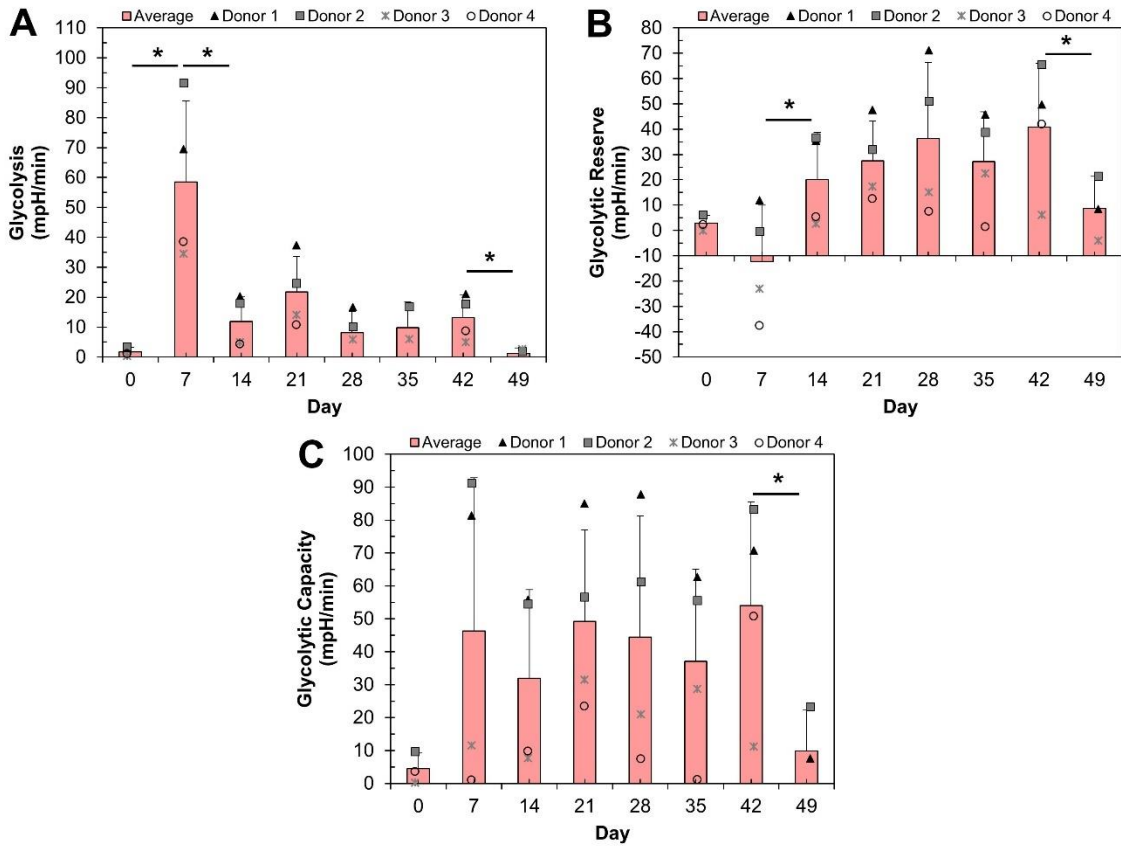 A
Average Donor 1 Donor 2 Donor 3 Donor 4
Glycolysis
(mpH/min)
110
100
90
80
70
60
50
40
30
20
10
0
* *
*
0 7 14 21 28 35 42 49
Day
B
Average Donor 1 Donor 2 Donor 3 Donor 4
Glycolytic Reserve
(mpH/min)
80
70
60
50
40
30
20
10
0
-10
-30
-40
-50
*
*
0 7 14 21 28 35 42 49
Day
C
Average Donor 1 Donor 2 Donor 3 Donor 4
Glycolytic Capacity
(mpH/min)
100
90
80
70
60
50
40
30
20
10
0
*
0 7 14 21 28 35 42 49
Day